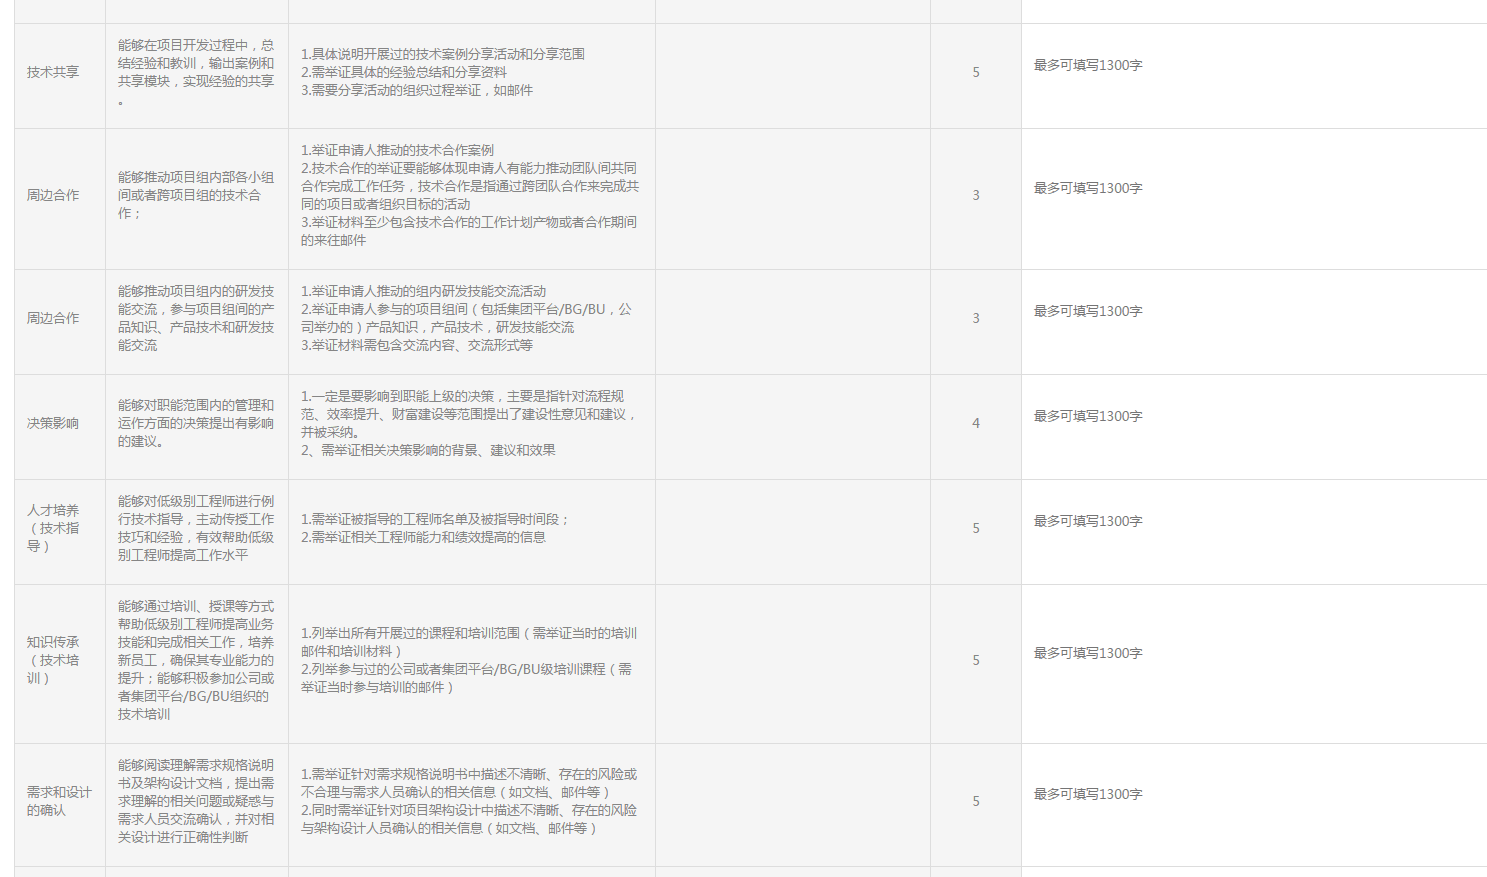 技术共享
能够在项目开发过程中，总
结经验和教训，输出案例和
共享模块，实现经验的共享
。
1.具体说明开展过的技术案例分享活动和分享范围
2.需举证具体的经验总结和分享资料
3.需要分享活动的组织过程举证，如邮件
5
最多可填写1300字
周边合作
能够推动项目组内部各小组
间或者跨项目组的技术合
作；
1.举证申请人推动的技术合作案例
2.技术合作的举证要能够体现申请人有能力推动团队间共同
合作完成工作任务，技术合作是指通过跨团队合作来完成共
同的项目或者组织目标的活动
3.举证材料至少包含技术合作的工作计划产物或者合作期间
的来往邮件
3
最多可填写1300字
周边合作
能够推动项目组内的研发技
能交流，参与项目组间的产
品知识、产品技术和研发技
能交流
1.举证申请人推动的组内研发技能交流活动
2.举证申请人参与的项目组间（包括集团平台/BG/BU，公
司举办的）产品知识，产品技术，研发技能交流
3.举证材料需包含交流内容、交流形式等
3
最多可填写1300字
决策影响
能够对职能范围内的管理和
运作方面的决策提出有影响
的建议。
1.一定是要影响到职能上级的决策，主要是指针对流程规
范、效率提升、财富建设等范围提出了建设性意见和建议，
并被采纳。
2、需举证相关决策影响的背景、建议和效果
4
最多可填写1300字
人才培养
（技术指
导）
能够对低级别工程师进行例
行技术指导，主动传授工作
技巧和经验，有效帮助低级
别工程师提高工作水平
1.需举证被指导的工程师名单及被指导时间段；
2.需举证相关工程师能力和绩效提高的信息
5
最多可填写1300字
知识传承
（技术培
训）
能够通过培训、授课等方式
帮助低级别工程师提高业务
技能和完成相关工作，培养
新员工，确保其专业能力的
提升；能够积极参加公司或
者集团平台/BG/BU组织的
技术培训
1.列举出所有开展过的课程和培训范围（需举证当时的培训
邮件和培训材料）
2.列举参与过的公司或者集团平台/BG/BU级培训课程（需
举证当时参与培训的邮件）
5
最多可填写1300字
需求和设计
的确认
能够阅读理解需求规格说明
书及架构设计文档，提出需
求理解的相关问题或疑惑与
需求人员交流确认，并对相
关设计进行正确性判断
1.需举证针对需求规格说明书中描述不清晰、存在的风险或
不合理与需求人员确认的相关信息（如文档、邮件等）
2.同时需举证针对项目架构设计中描述不清晰、存在的风险
与架构设计人员确认的相关信息（如文档、邮件等）
5
最多可填写1300字